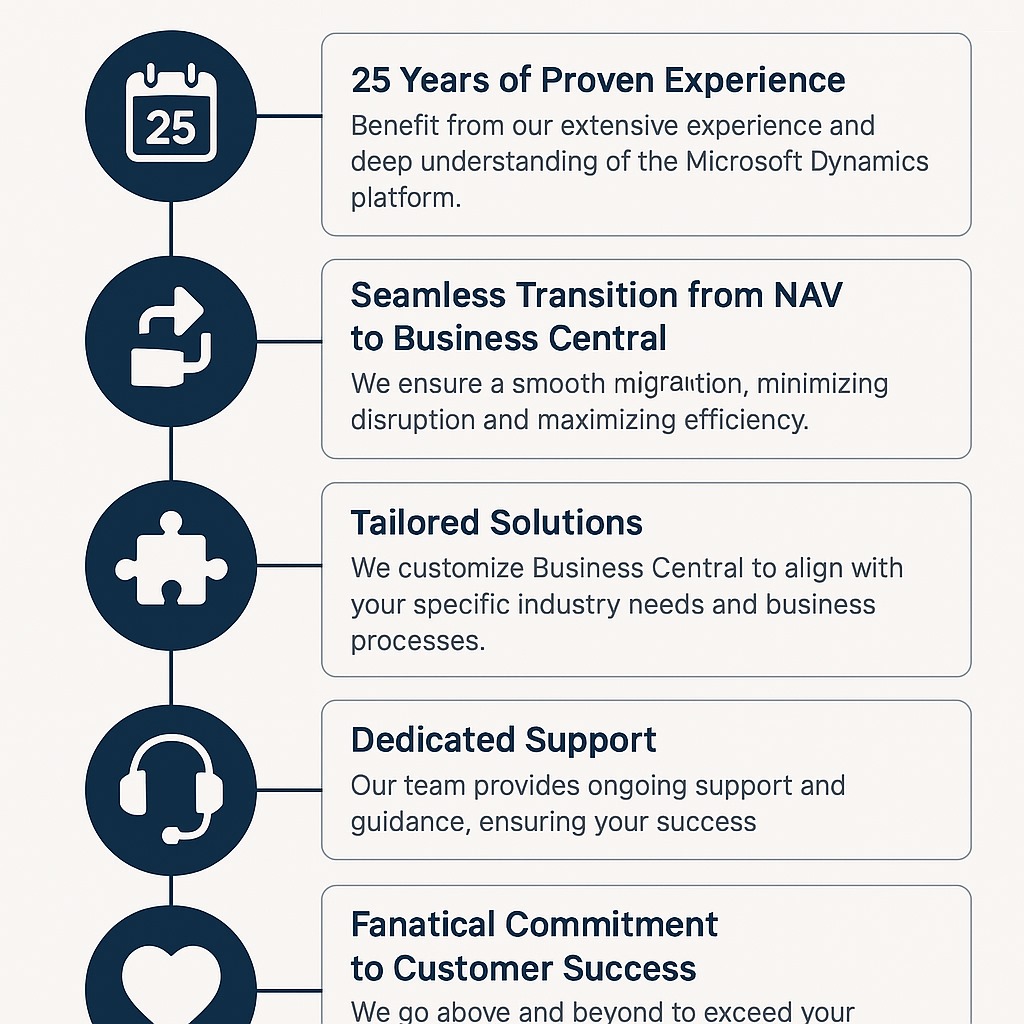 25
25 Years of Proven Experience
Benefit from our extensive experience and
deep understanding of the Microsoft Dynamics
platform.
Seamless Transition from NAV
to Business Central
We ensure a smooth migration, minimizing
disruption and maximizing efficiency.
Tailored Solutions
We customize Business Central to align with
your specific industry needs and business
processes.
Dedicated Support
Our team provides ongoing support and
guidance, ensuring your success
Fanatical Commitment
to Customer Success
We go above and beyond to exceed your